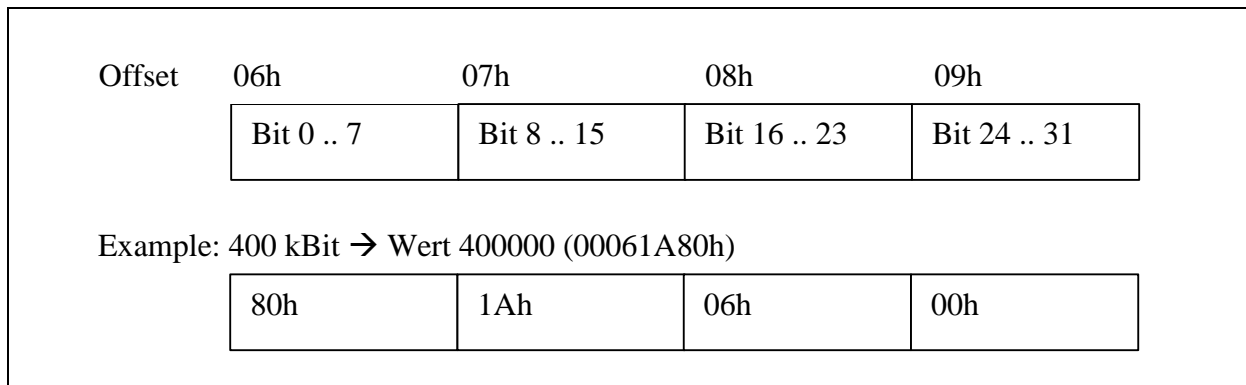 Offset 06h 07h 08h 09h
Bit 0 .. 7 Bit 8 .. 15 Bit 16 .. 23 Bit 24 .. 31
Example: 400 kBit → Wert 400000 (00061A80h)
80h 1Ah 06h 00h